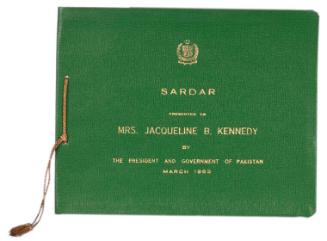 SARDAR
PRESENTED TO
MRS. JACQUELINE B. KENNEDY
BY
THE PRESIDENT AND GOVERNMENT OF PAKISTAN
MARCH 1962